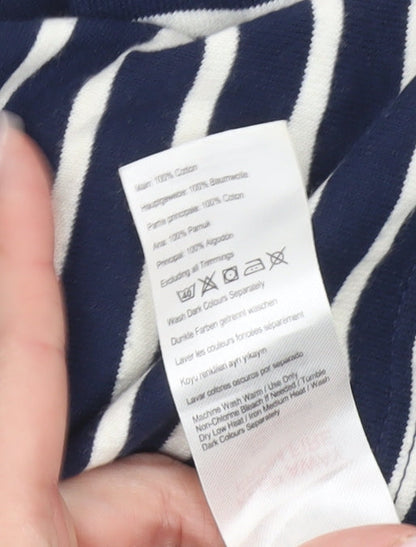 Main: 100% Cotton
Hauptgewebe: 100% Baumwolle
Partie principale: 100% Coton
Ana: 100% Pamuk
Principal: 100% Algodon
Excluding all Trimmings
40
Wash Dark Colours Separately
Dunkle Farben getrennt wäschen
Laver les couleurs foncées séparément
Koyu renkleri ayrı yıkayın
Lavar colores oscuros por separado
Machine Wash Warm / Use Only
Non-Chlorine Bleach if Needed / Tumble
Dry Low Heat / Iron Medium Heat / Wash
Dark Colours Separately